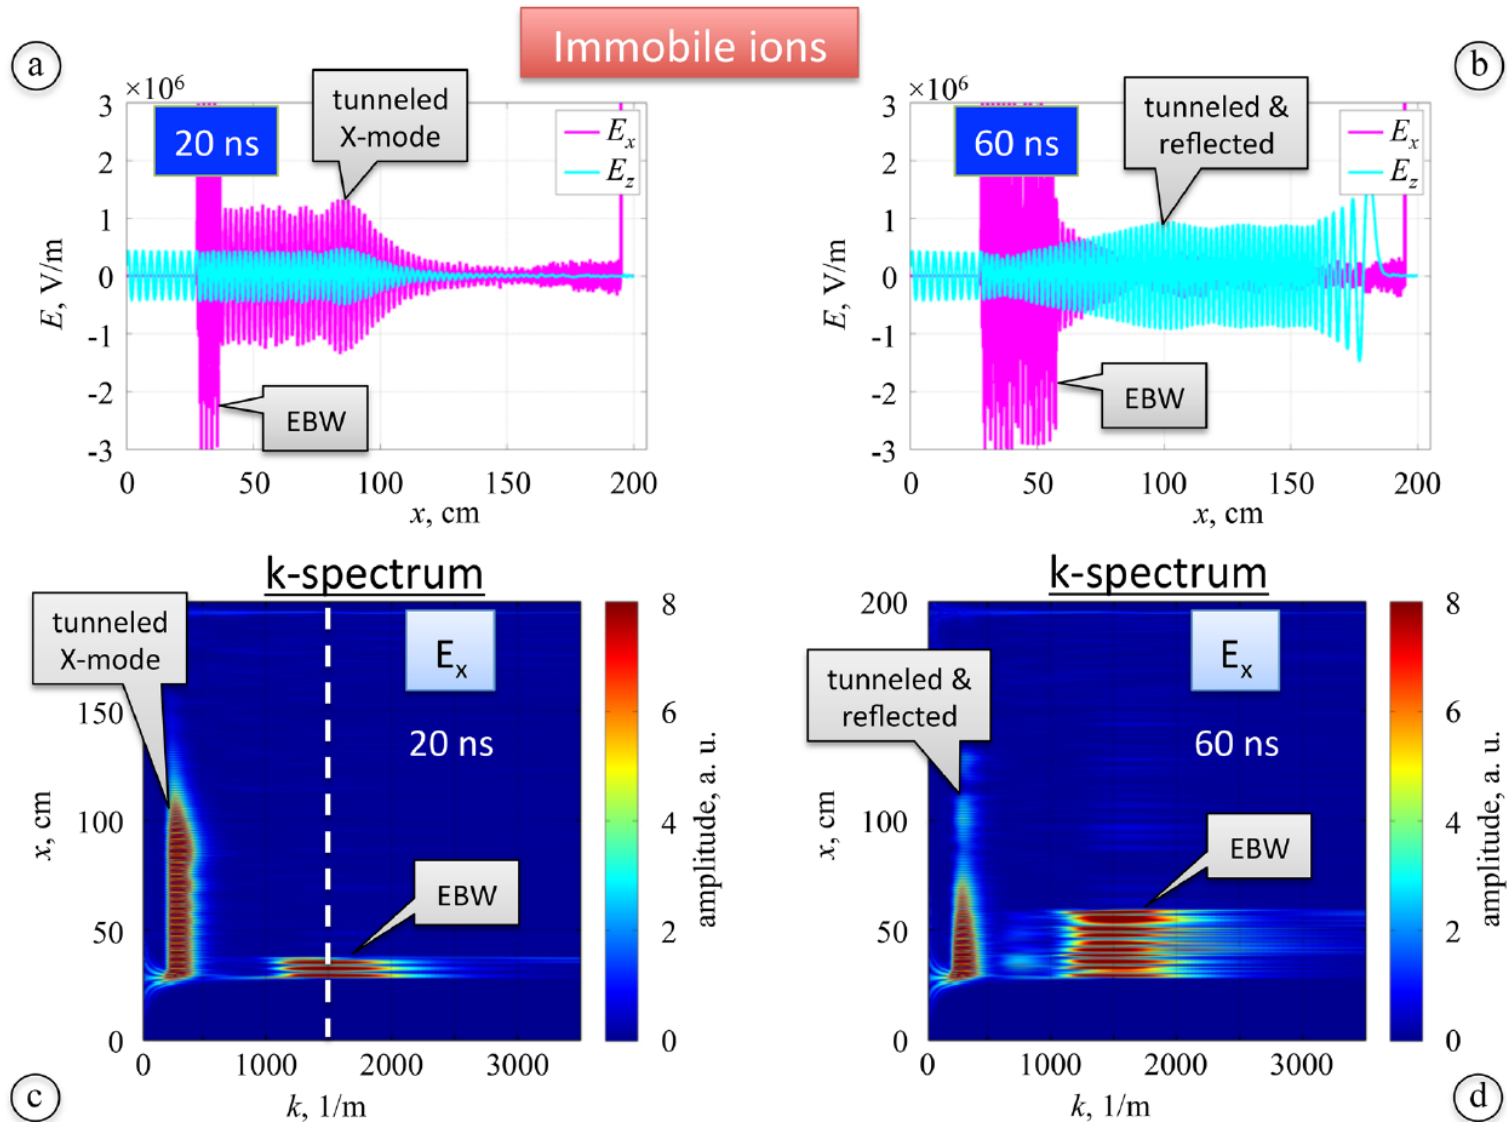 Immobile ions
a
×10⁶
20 ns
tunneled
X-mode
Eₓ
E_z
3
2
1
0
-1
-2
-3
E, V/m
EBW
0
50
100
150
200
x, cm
b
×10⁶
60 ns
tunneled &
reflected
Eₓ
E_z
3
2
1
0
-1
-2
-3
E, V/m
EBW
0
50
100
150
200
x, cm
k-spectrum
tunneled
X-mode
Eₓ
20 ns
EBW
150
100
50
0
x, cm
0
1000
2000
3000
k, 1/m
8
6
4
2
0
amplitude, a. u.
c
k-spectrum
tunneled &
reflected
Eₓ
60 ns
EBW
200
150
100
50
0
x, cm
0
1000
2000
3000
k, 1/m
8
6
4
2
0
amplitude, a. u.
d